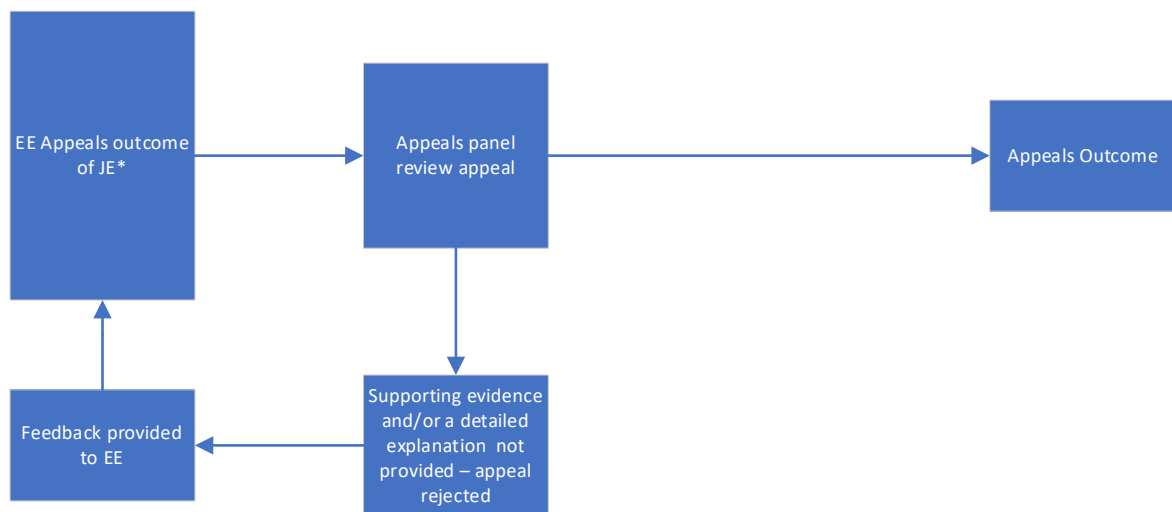 EE Appeals outcome
of JE*
Appeals panel
review appeal
Appeals Outcome
Supporting evidence
and/or a detailed
explanation  not
provided – appeal
rejected
Feedback provided
to EE